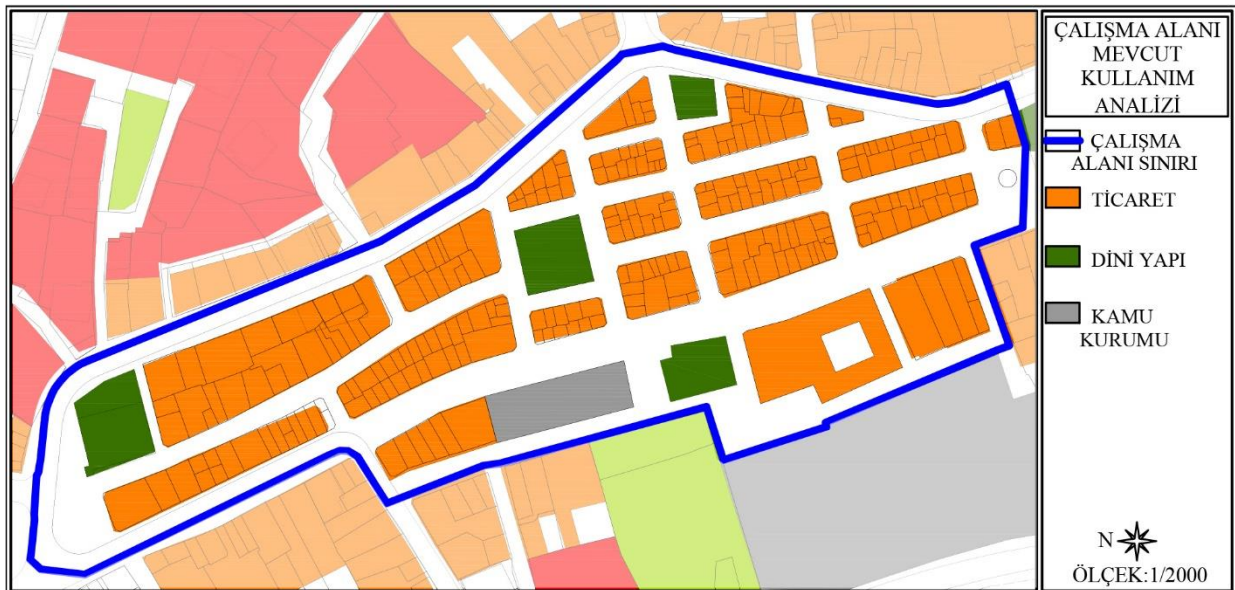 ÇALIŞMA ALANI
MEVCUT
KULLANIM
ANALİZİ
ÇALIŞMA
ALANI SINIRI
TİCARET
DİNİ YAPI
KAMU
KURUMU
N
ÖLÇEK:1/2000